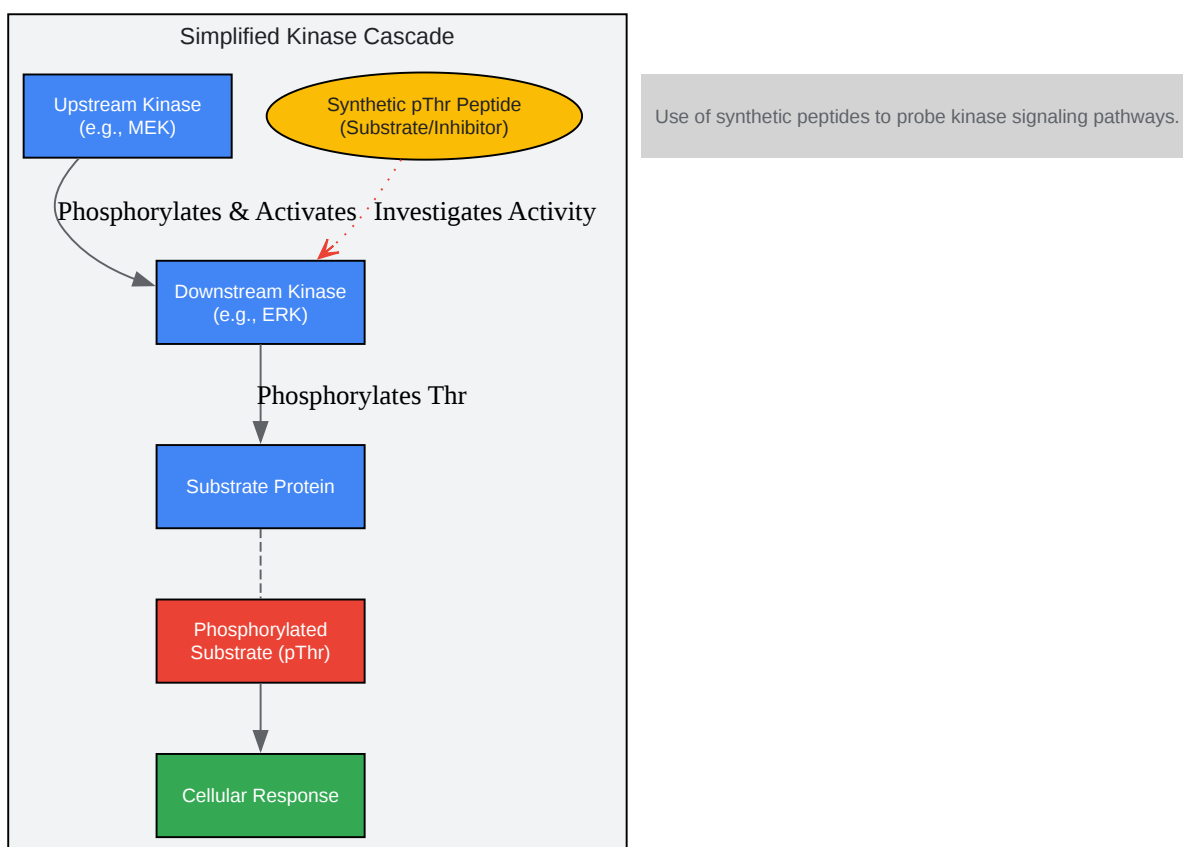 Simplified Kinase Cascade
Upstream Kinase
(e.g., MEK)
Synthetic pThr Peptide
(Substrate/Inhibitor)
Use of synthetic peptides to probe kinase signaling pathways.
Phosphorylates & Activates
Investigates Activity
Downstream Kinase
(e.g., ERK)
Phosphorylates Thr
Substrate Protein
Phosphorylated
Substrate (pThr)
Cellular Response